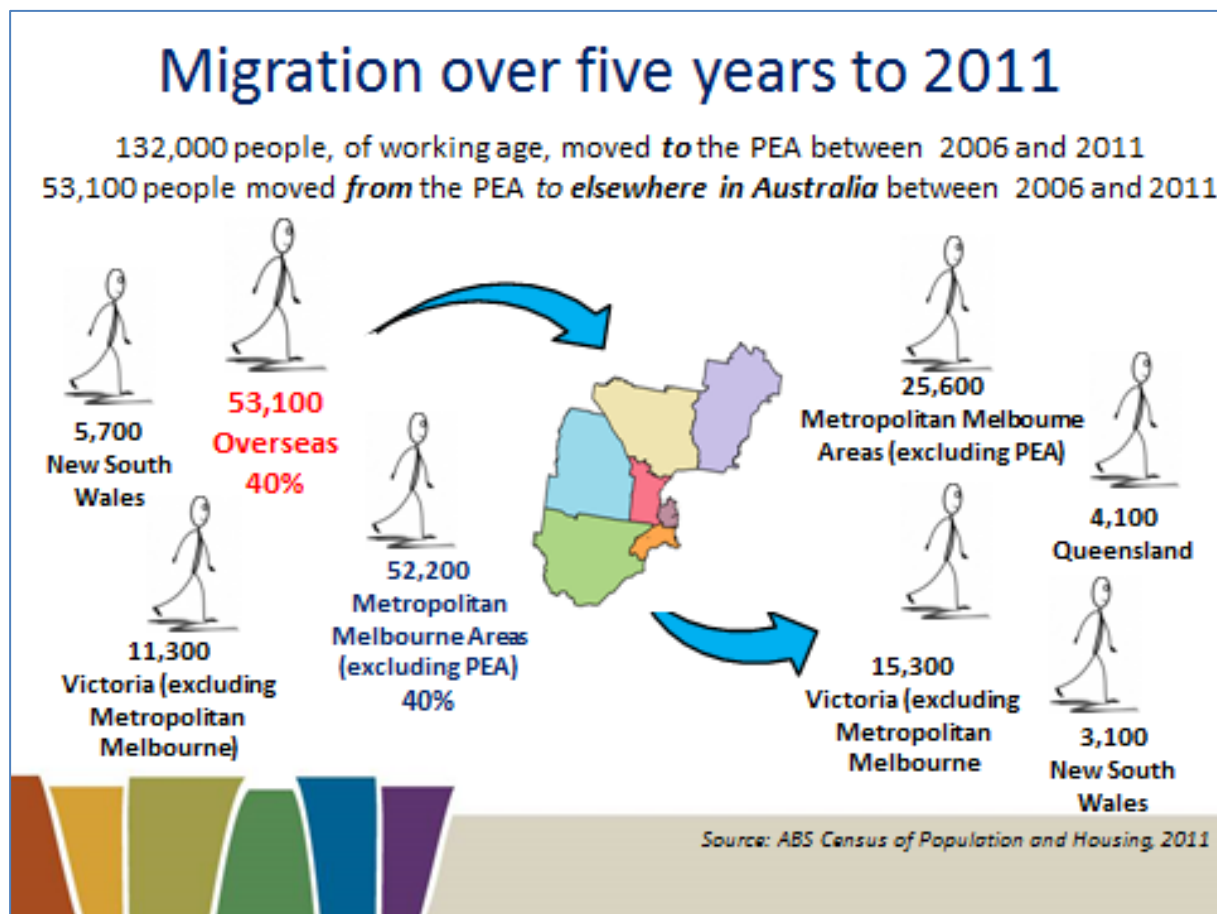 Migration over five years to 2011
132,000 people, of working age, moved to the PEA between 2006 and 2011
53,100 people moved from the PEA to elsewhere in Australia between 2006 and 2011
5,700
New South
Wales
53,100
Overseas
40%
11,300
Victoria (excluding
Metropolitan
Melbourne)
52,200
Metropolitan
Melbourne Areas
(excluding PEA)
40%
25,600
Metropolitan Melbourne
Areas (excluding PEA)
4,100
Queensland
15,300
Victoria (excluding
Metropolitan
Melbourne
3,100
New South
Wales
Source: ABS Census of Population and Housing, 2011